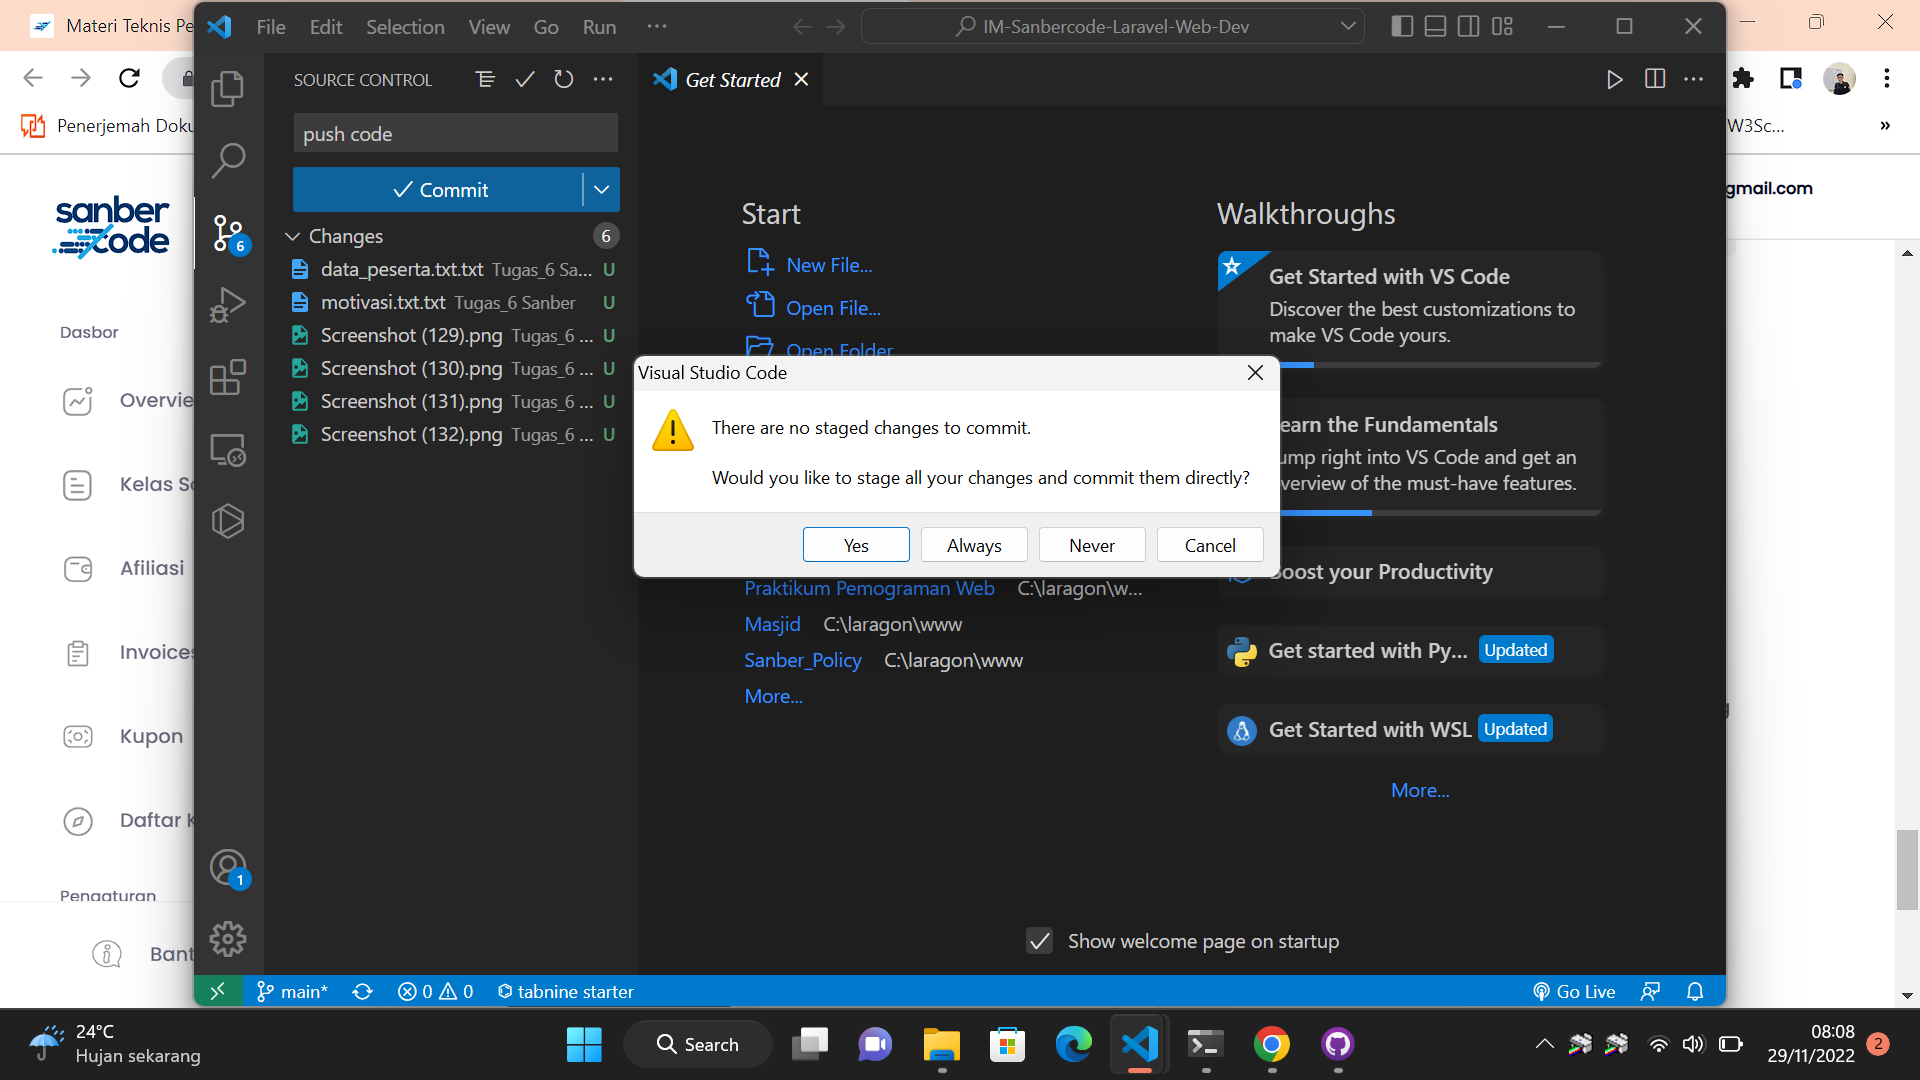 Materi Teknis Pe
File Edit Selection View Go Run ...
IM-Sanbercode-Laravel-Web-Dev
Penerjemah Doku
W3Sc...
»
SOURCE CONTROL
Get Started
push code
Commit
Changes 6
data_peserta.txt.txt Tugas_6 Sa... U
motivasi.txt.txt Tugas_6 Sanber U
Screenshot (129).png Tugas_6 ... U
Screenshot (130).png Tugas_6 ... U
Screenshot (131).png Tugas_6 ... U
Screenshot (132).png Tugas_6 ... U
6
1
sanber
code
gmail.com
Dasbor
Overvie
Kelas Sa
Afiliasi
Invoices
Kupon
Daftar K
Pengaturan
Bant
Start
New File...
Open File...
Open Folder
Praktikum Pemograman Web C:\laragon\w...
Masjid C:\laragon\www
Sanber_Policy C:\laragon\www
More...
Walkthroughs
Get Started with VS Code
Discover the best customizations to
make VS Code yours.
earn the Fundamentals
ump right into VS Code and get an
verview of the must-have features.
Boost your Productivity
Get started with Py... Updated
Get Started with WSL Updated
More...
Visual Studio Code
There are no staged changes to commit.
Would you like to stage all your changes and commit them directly?
Yes Always Never Cancel
Show welcome page on startup
main* 0 0 tabnine starter
Go Live
24°C
Hujan sekarang
Search
08:08
29/11/2022
2